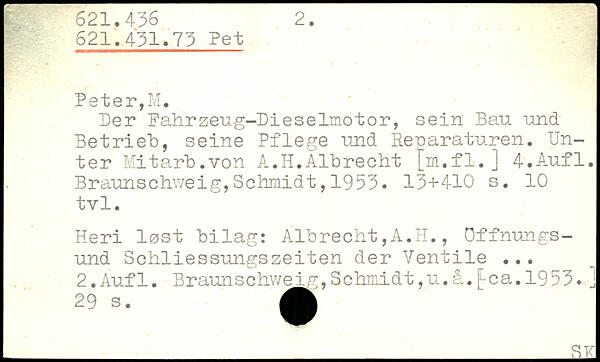 621.436 2.
621.431.73 Pet
Peter,M.
Der Fahrzeug-Dieselmotor, sein Bau und
Betrieb, seine Pflege und Reparaturen. Un-
ter Mitarb.von A.H.Albrecht [m.fl.] 4.Aufl.
Braunschweig,Schmidt,1953. 13+410 s. 10
tvl.
Heri løst bilag: Albrecht,A.H., Öffnungs-
und Schliessungszeiten der Ventile ...
2.Aufl. Braunschweig,Schmidt,u.å.[ca.1953.]
29 s.
SK